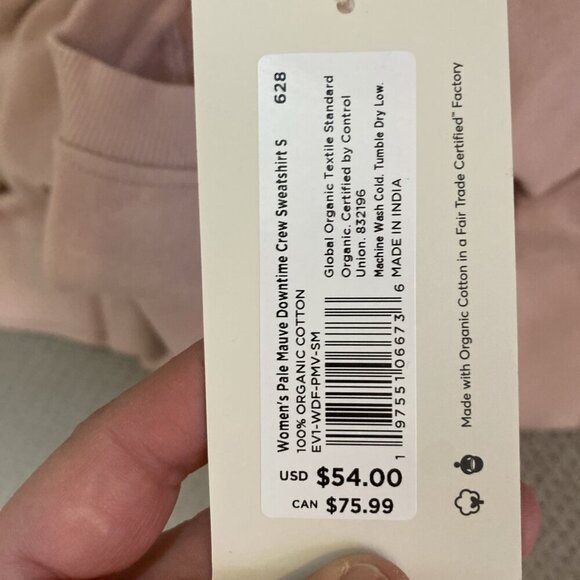 Women's Pale Mauve Downtime Crew Sweatshirt S 628
100% ORGANIC COTTON
EV1-WDF-PMV-SM
Global Organic Textile Standard
Organic. Certified by Control
Union. 832196
Machine Wash Cold. Tumble Dry Low.
MADE IN INDIA
1 97551 06673 6
USD $54.00
CAN $75.99
Made with Organic Cotton in a Fair Trade Certified™ Factory